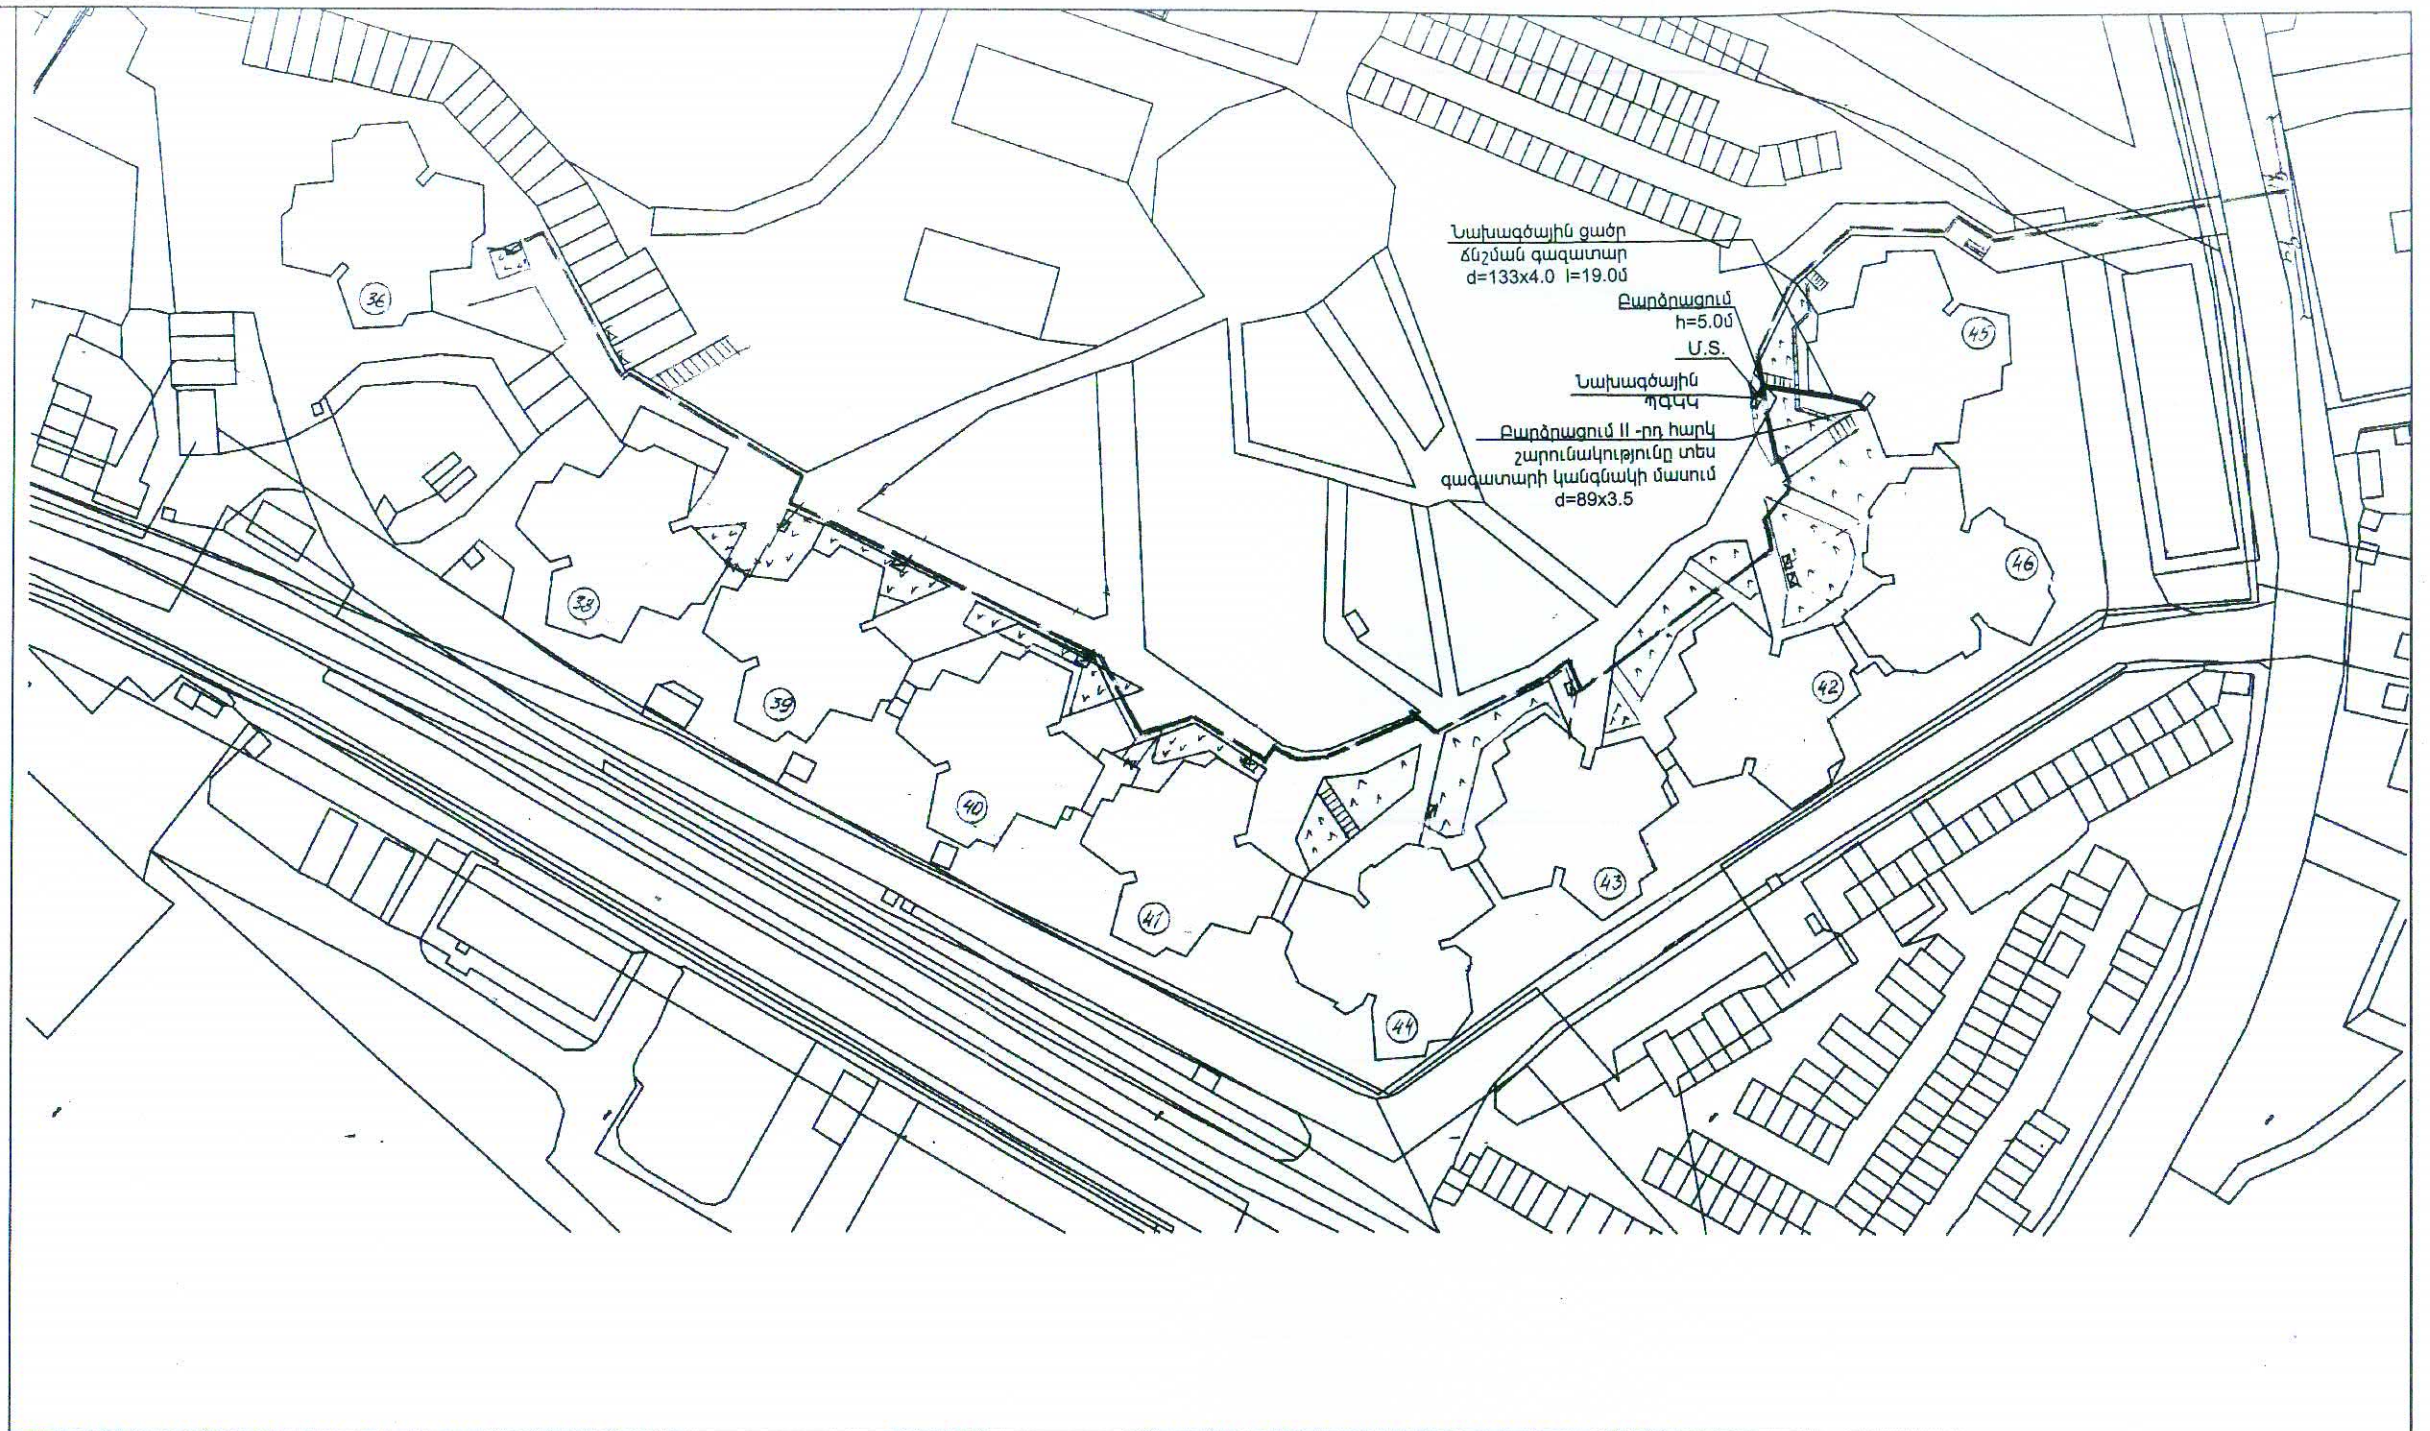 Նախագծային ցածր
ճնշման գազատար
d=133x4.0 l=19.0մ
Բարձրացում
h=5.0մ
Մ.Տ.
Նախագծային
ՊԳԿԿ
Բարձրացում II -րդ հարկ
շարունակությունը տես
գազատարի կանգնակի մասում
d=89x3.5
36
45
46
38
42
39
40
43
41
44